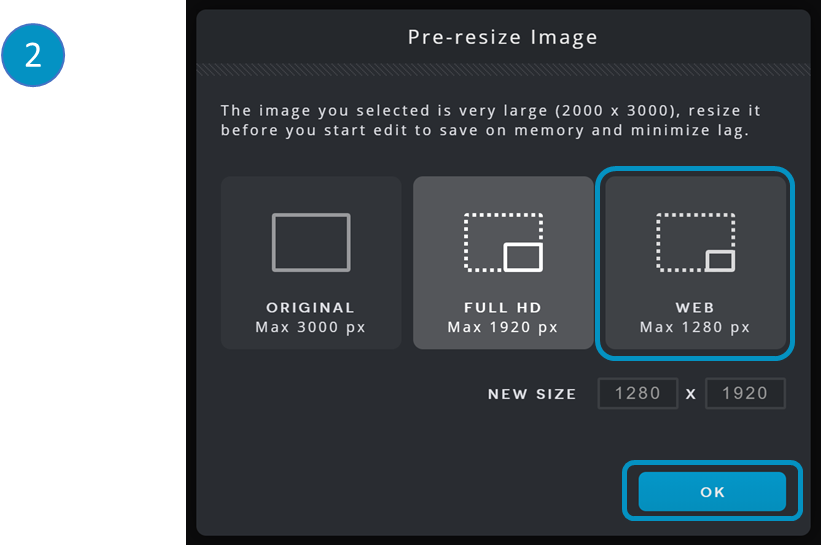 2
Pre-resize Image
The image you selected is very large (2000 x 3000), resize it
before you start edit to save on memory and minimize lag.
ORIGINAL
Max 3000 px
FULL HD
Max 1920 px
WEB
Max 1280 px
NEW SIZE 1280 X 1920
OK